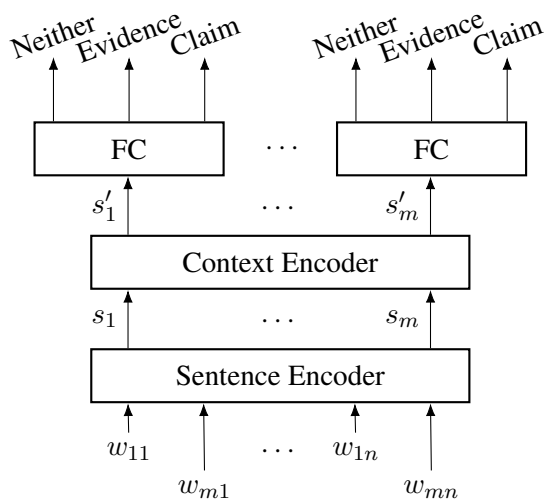 Neither Evidence Claim Neither Evidence Claim
FC ... FC
s′₁ ... s′ₘ
Context Encoder
s₁ ... sₘ
Sentence Encoder
w₁₁ ... w₁ₙ
wₘ₁ wₘₙ